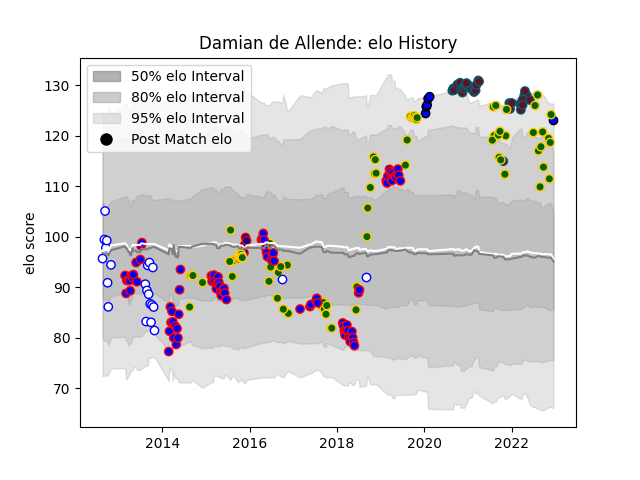 Damian de Allende: elo History
50% elo Interval
80% elo Interval
95% elo Interval
Post Match elo
elo score
130
120
110
100
90
80
70
2014 2016 2018 2020 2022